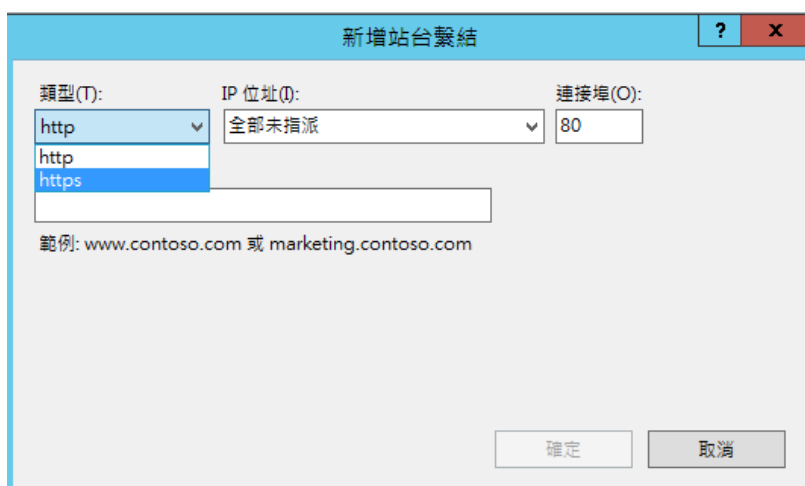 新增站台繫結
? x
類型(T): IP 位址(I): 連接埠(O):
http 全部未指派 80
http
https
範例: www.contoso.com 或 marketing.contoso.com
確定 取消